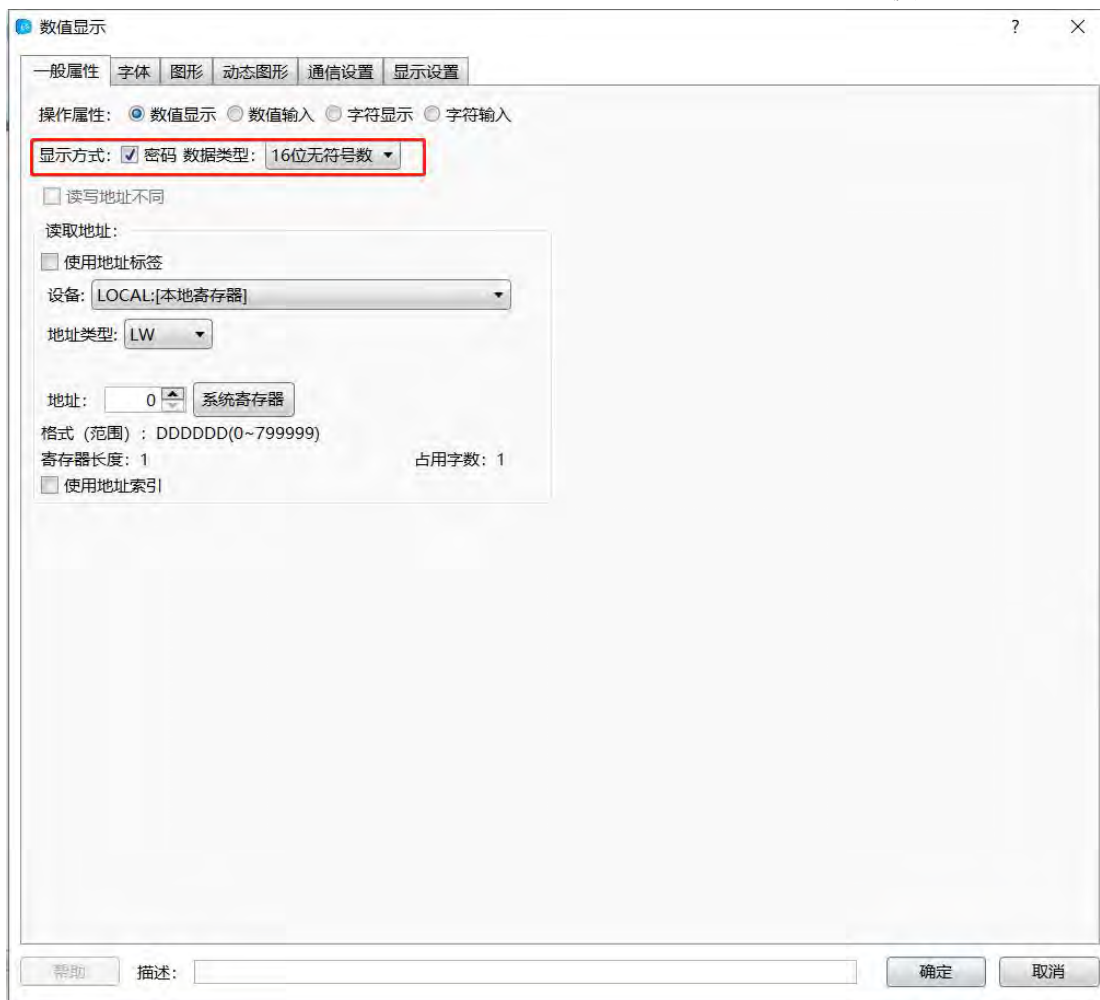 数值显示 ? ×
一般属性 字体 图形 动态图形 通信设置 显示设置
操作属性： 数值显示 数值输入 字符显示 字符输入
显示方式： 密码 数据类型： 16位无符号数
读写地址不同
读取地址：
使用地址标签
设备： LOCAL:[本地寄存器]
地址类型: LW
地址： 0 系统寄存器
格式（范围）：DDDDDD(0~799999)
寄存器长度：1 占用字数：1
使用地址索引
帮助 描述： 确定 取消